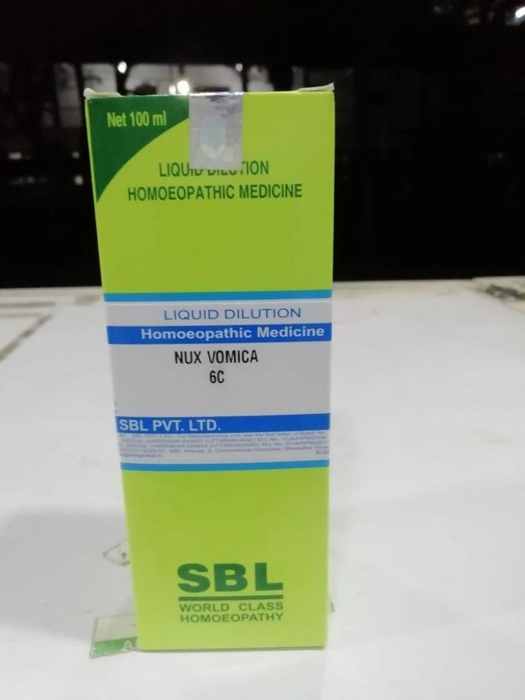 Net 100 ml
LIQUID DILUTION
HOMOEOPATHIC MEDICINE
LIQUID DILUTION
Homoeopathic Medicine
NUX VOMICA
6C
SBL PVT. LTD.
SBL
WORLD CLASS
HOMOEOPATHY